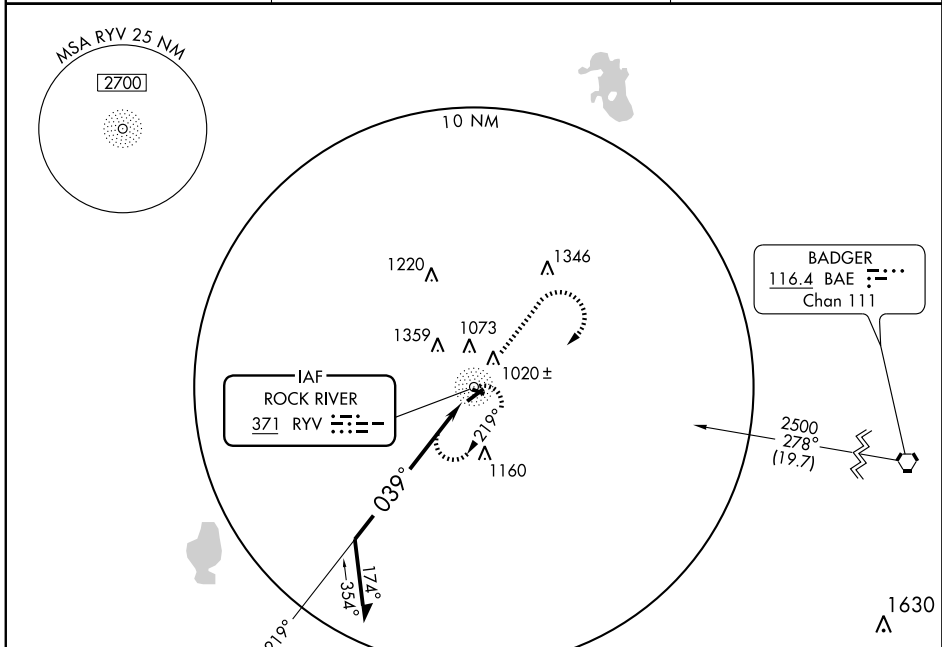 MSA RYV 25 NM
2700
10 NM
1220
1346
1359
1073
1020 ±
BADGER
116.4 BAE
Chan 111
IAF
ROCK RIVER
371 RYV
219°
1160
2500
278°
(19.7)
039°
174°
354°
219°
1630